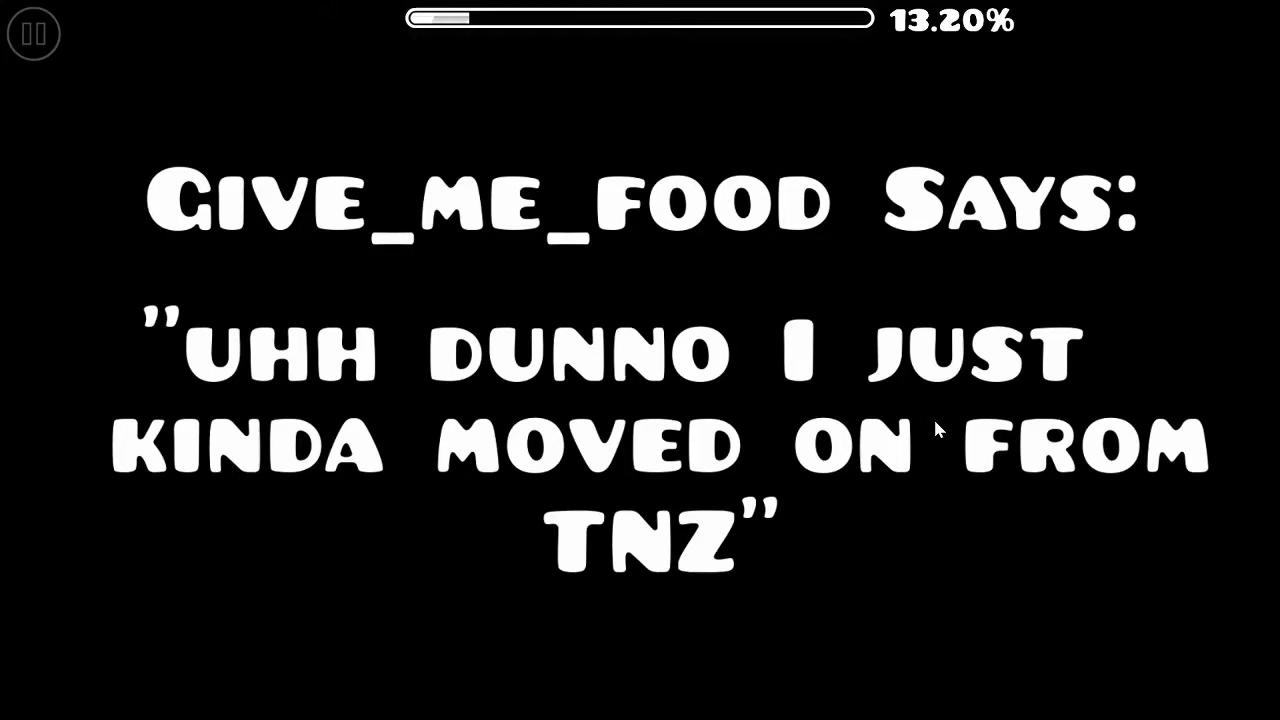 13.20%
Give_me_food Says:
"uhh dunno I just
kinda moved on from
TNZ"